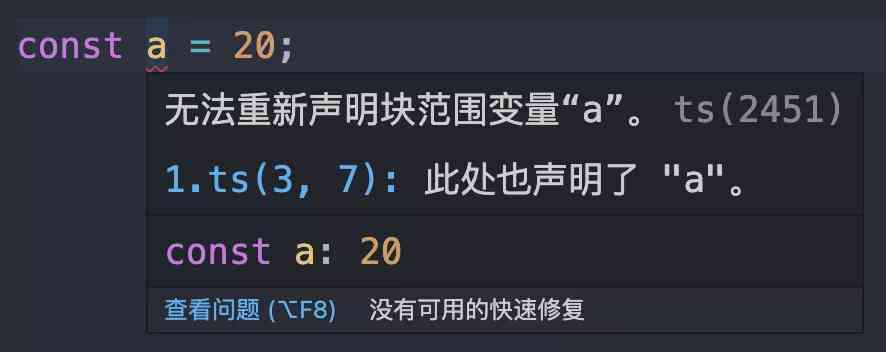 const a = 20;
无法重新声明块范围变量“a”。 ts(2451)
1.ts(3, 7): 此处也声明了 "a"。
const a: 20
查看问题 (⌥F8) 没有可用的快速修复